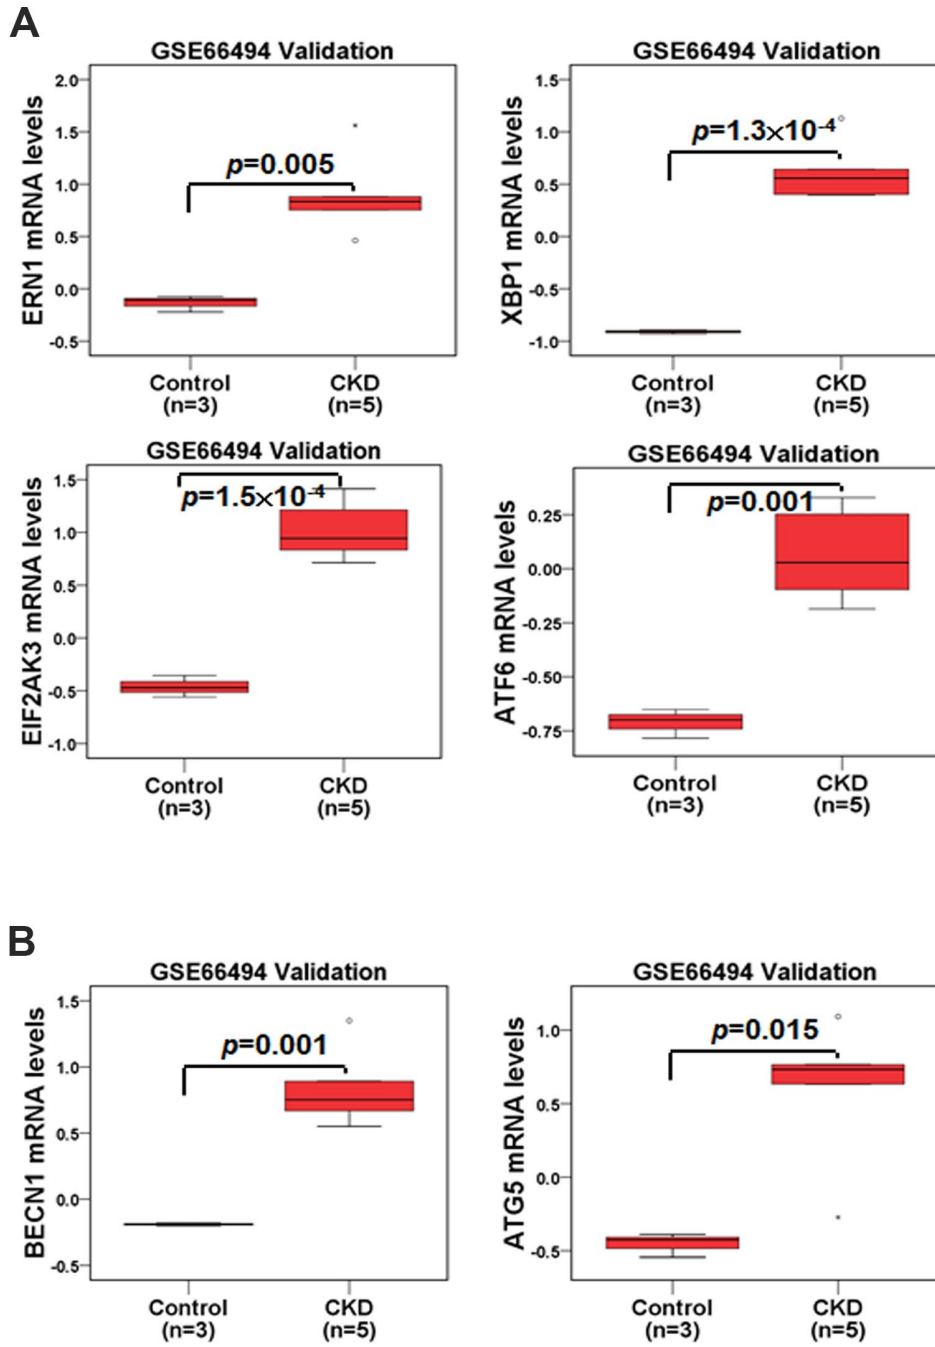 A
GSE66494 Validation
ERN1 mRNA levels
2.0
1.5
1.0
0.5
0.0
-0.5
p=0.005
Control
(n=3)
CKD
(n=5)
GSE66494 Validation
XBP1 mRNA levels
1.5
1.0
0.5
0.0
-0.5
-1.0
p=1.3×10⁻⁴
Control
(n=3)
CKD
(n=5)
GSE66494 Validation
EIF2AK3 mRNA levels
1.5
1.0
0.5
0.0
-0.5
-1.0
p=1.5×10⁻⁴
Control
(n=3)
CKD
(n=5)
GSE66494 Validation
ATF6 mRNA levels
0.25
0.00
-0.25
-0.50
-0.75
p=0.001
Control
(n=3)
CKD
(n=5)
B
GSE66494 Validation
BECN1 mRNA levels
1.5
1.0
0.5
0.0
-0.5
p=0.001
Control
(n=3)
CKD
(n=5)
GSE66494 Validation
ATG5 mRNA levels
1.0
0.5
0.0
-0.5
p=0.015
Control
(n=3)
CKD
(n=5)